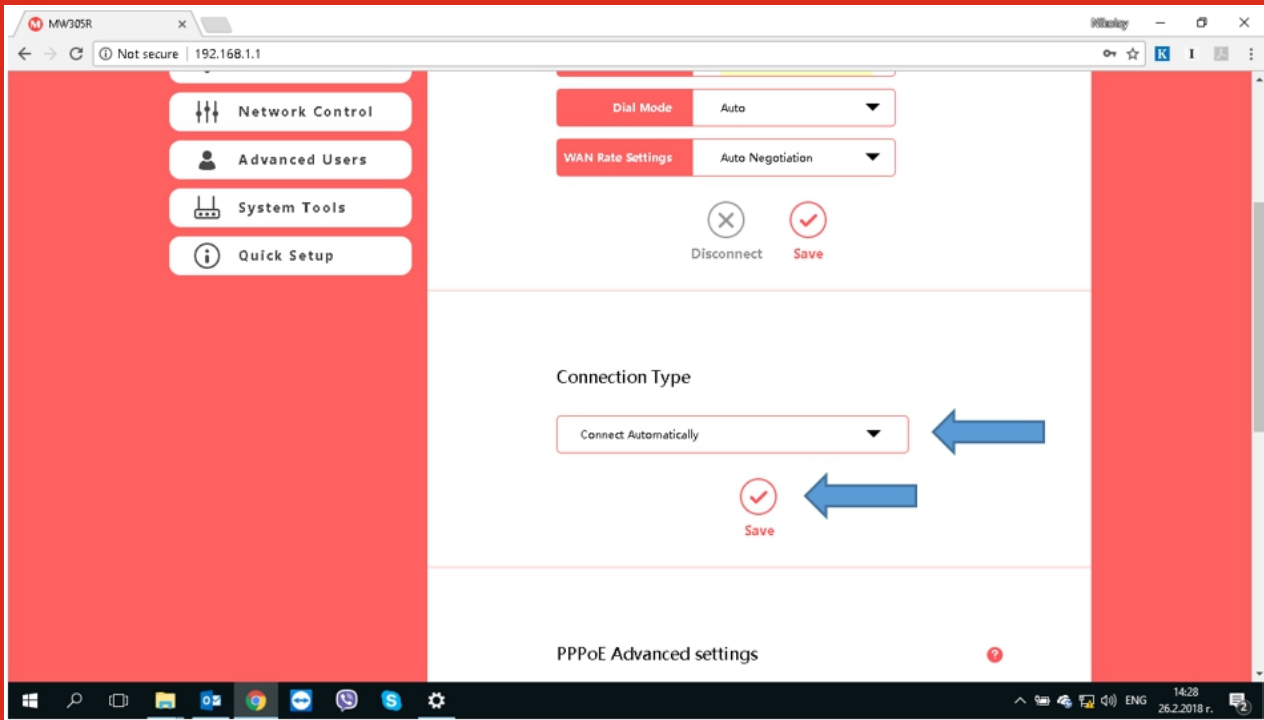 MW305R
Nikolay
Not secure | 192.168.1.1
Network Control
Advanced Users
System Tools
Quick Setup
Dial Mode Auto
WAN Rate Settings Auto Negotiation
Disconnect Save
Connection Type
Connect Automatically
Save
PPPoE Advanced settings
ENG
14:28
26.2.2018 г.